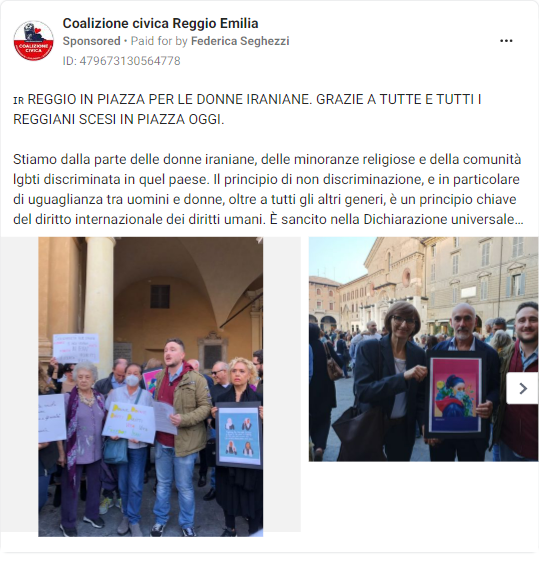 Coalizione civica Reggio Emilia
Sponsored • Paid for by Federica Seghezzi
ID: 479673130564778
🇮🇷 REGGIO IN PIAZZA PER LE DONNE IRANIANE. GRAZIE A TUTTE E TUTTI I
REGGIANI SCESI IN PIAZZA OGGI.
Stiamo dalla parte delle donne iraniane, delle minoranze religiose e della comunità
lgbti discriminata in quel paese. Il principio di non discriminazione, e in particolare
di uguaglianza tra uomini e donne, oltre a tutti gli altri generi, è un principio chiave
del diritto internazionale dei diritti umani. È sancito nella Dichiarazione universale...
COALIZIONE
CIVICA